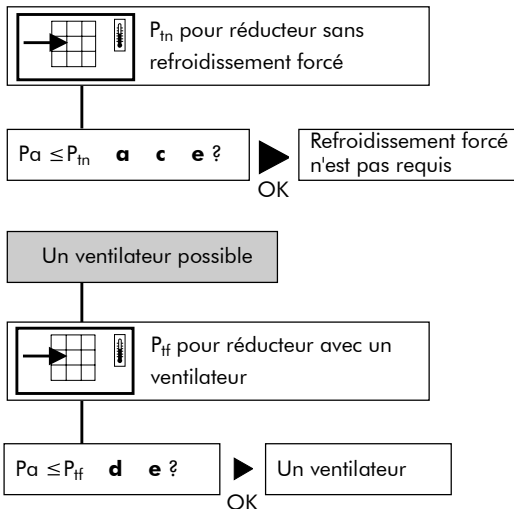 Ptn pour réducteur sans
refroidissement forcé
Pa ≤Ptn a c e ?
OK
Refroidissement forcé
n'est pas requis
Un ventilateur possible
Ptf pour réducteur avec un
ventilateur
Pa ≤Ptf d e ?
OK
Un ventilateur